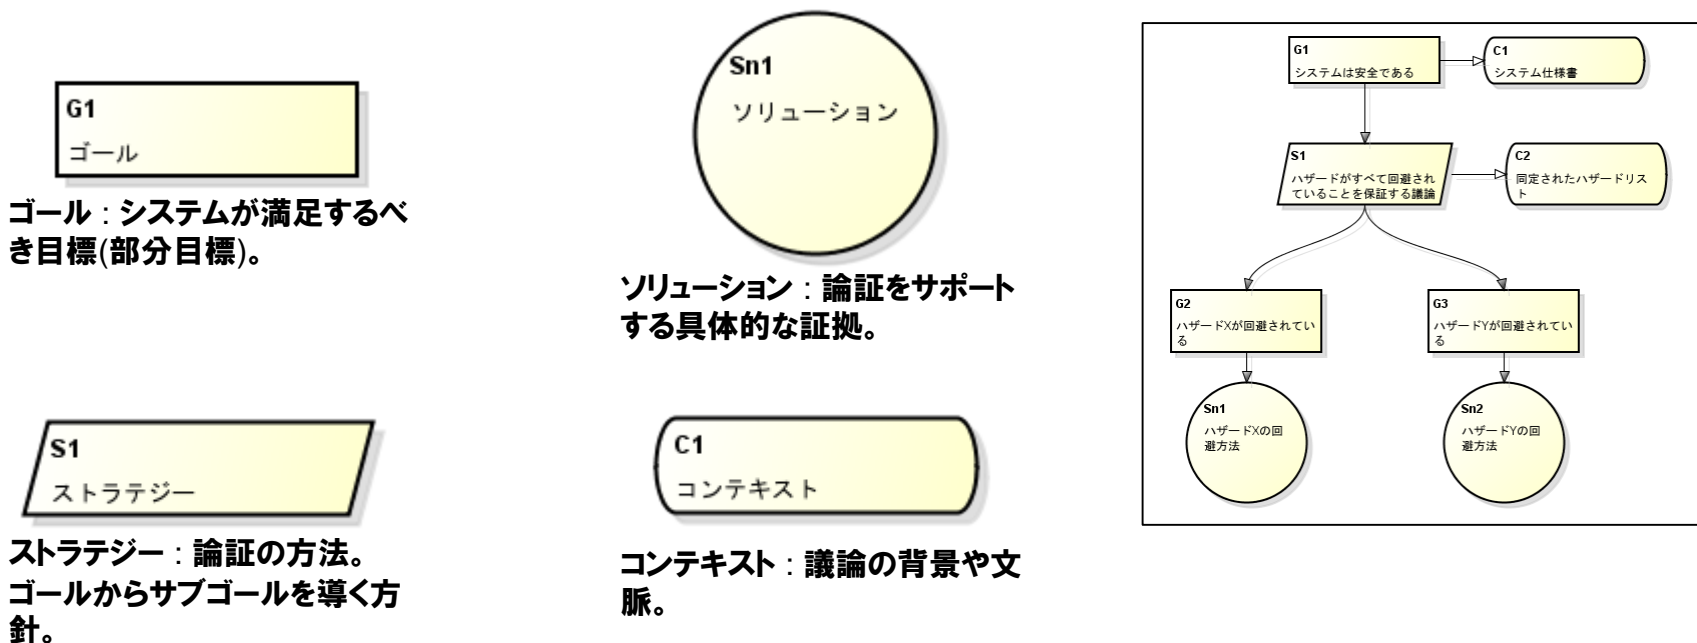 G1
ゴール
ゴール : システムが満足するべ
き目標(部分目標)。
Sn1
ソリューション
ソリューション : 論証をサポート
する具体的な証拠。
S1
ストラテジー
ストラテジー : 論証の方法。
ゴールからサブゴールを導く方
針。
C1
コンテキスト
コンテキスト : 議論の背景や文
脈。
G1
システムは安全である
C1
システム仕様書
S1
ハザードがすべて回避され
ていることを保証する議論
C2
同定されたハザードリス
ト
G2
ハザードXが回避されてい
る
G3
ハザードYが回避されてい
る
Sn1
ハザードXの回
避方法
Sn2
ハザードYの回
避方法